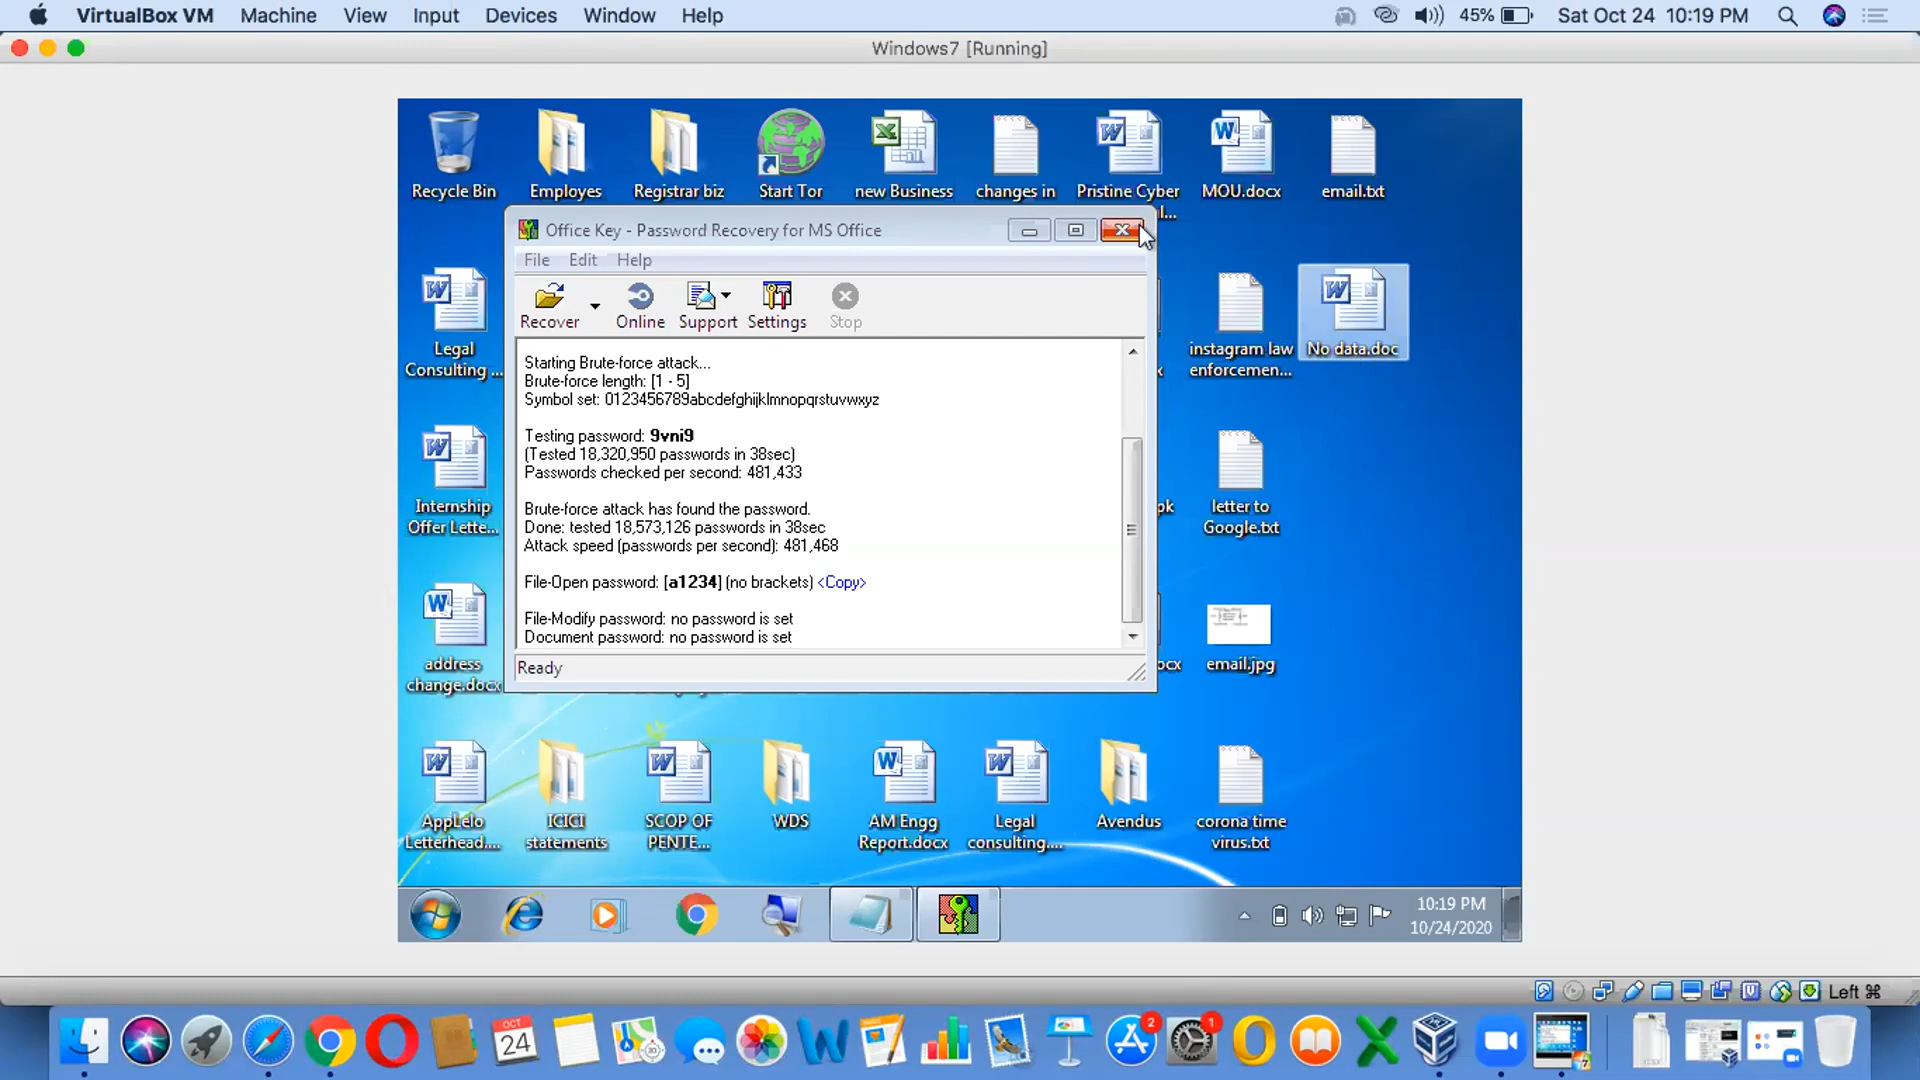 VirtualBox VM Machine View Input Devices Window Help 45% Sat Oct 24 10:19 PM
Windows7 [Running]
Recycle Bin
Employes
Registrar biz
Start Tor
new Business
changes in
Pristine Cyber
MOU.docx
email.txt
l...
Office Key - Password Recovery for MS Office
File Edit Help
Recover Online Support Settings Stop
Starting Brute-force attack...
Brute-force length: [1 - 5]
Symbol set: 0123456789abcdefghijklmnopqrstuvwxyz
Testing password: 9vni9
(Tested 18,320,950 passwords in 38sec)
Passwords checked per second: 481,433
Brute-force attack has found the password.
Done: tested 18,573,126 passwords in 38sec
Attack speed (passwords per second): 481,468
File-Open password: [a1234] (no brackets) <Copy>
File-Modify password: no password is set
Document password: no password is set
Ready
Legal
Consulting ...
instagram law
enforcemen...
No data.doc
Internship
Offer Lette...
pk
letter to
Google.txt
address
change.docx
ocx
email.jpg
AppLelo
Letterhead....
ICICI
statements
SCOP OF
PENTE...
WDS
AM Engg
Report.docx
Legal
consulting....
Avendus
corona time
virus.txt
10:19 PM
10/24/2020
Left ⌘
OCT
24
2
1